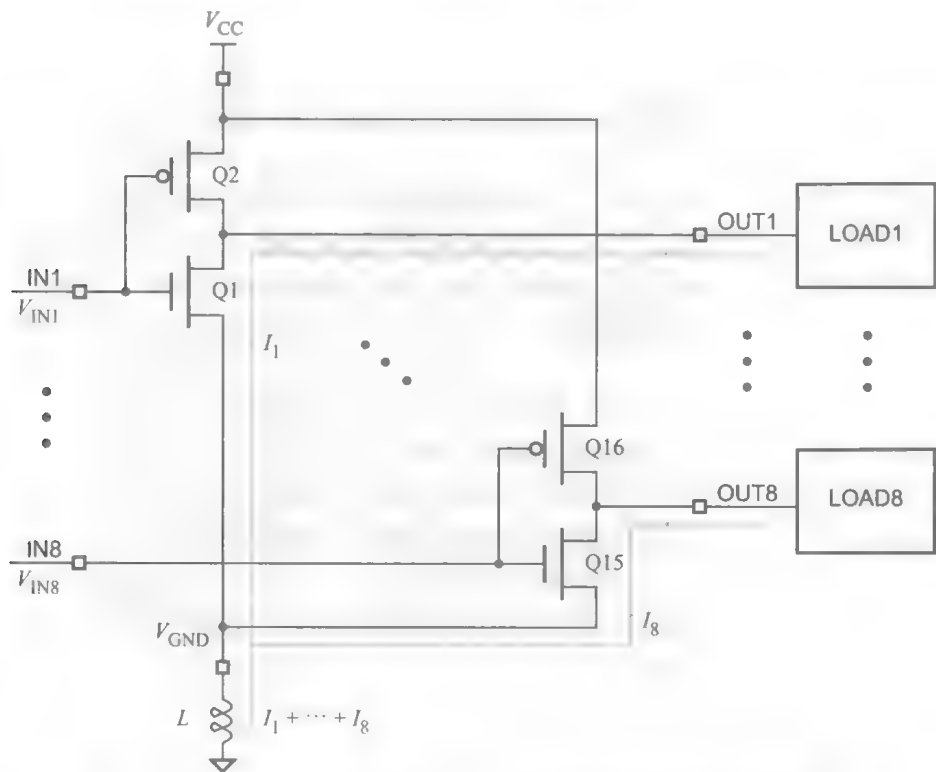 V_CC
Q2
OUT1
LOAD1
IN1
Q1
V_IN1
I_1
Q16
OUT8
LOAD8
IN8
Q15
V_IN8
V_GND
I_8
L
I_1 + ··· + I_8